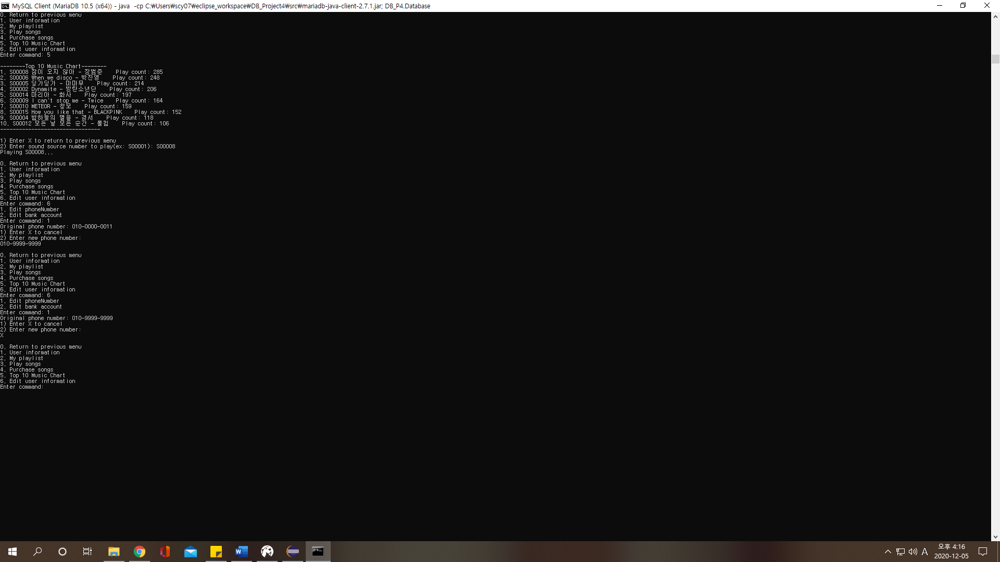 MySQL Client (MariaDB 10.5 (x64)) - java  -cp C:₩Users₩scy07₩eclipse_workspace₩DB_Project4₩src₩mariadb-java-client-2.7.1.jar; DB_P4.Database
0. Return to previous menu
1. User information
2. My playlist
3. Play songs
4. Purchase songs
5. Top 10 Music Chart
6. Edit user information
Enter command: 5
--------Top 10 Music Chart--------
1. S00008 잠이 오지 않아 - 장범준    Play count: 285
2. S00006 When we disco - 박진영    Play count: 248
3. S00005 딩가딩가 - 마마무    Play count: 214
4. S00002 Dynamite - 방탄소년단    Play count: 206
5. S00014 마리아 - 화사    Play count: 197
6. S00009 I can't stop me - Twice    Play count: 164
7. S00010 METEOR - 창모    Play count: 159
8. S00015 How you like that - BLACKPINK    Play count: 152
9. S00004 밤하늘의 별을 - 경서    Play count: 118
10. S00012 모든 날 모든 순간 - 폴킴    Play count: 106
--------------------------------
1) Enter X to return to previous menu
2) Enter sound source number to play(ex: S00001): S00008
Playing S00008...
0. Return to previous menu
1. User information
2. My playlist
3. Play songs
4. Purchase songs
5. Top 10 Music Chart
6. Edit user information
Enter command: 6
1. Edit phoneNumber
2. Edit bank account
Enter command: 1
Original phone number: 010-0000-0011
1) Enter X to cancel
2) Enter new phone number:
010-9999-9999
0. Return to previous menu
1. User information
2. My playlist
3. Play songs
4. Purchase songs
5. Top 10 Music Chart
6. Edit user information
Enter command: 6
1. Edit phoneNumber
2. Edit bank account
Enter command: 1
Original phone number: 010-9999-9999
1) Enter X to cancel
2) Enter new phone number:
X
0. Return to previous menu
1. User information
2. My playlist
3. Play songs
4. Purchase songs
5. Top 10 Music Chart
6. Edit user information
Enter command:
A
오후 4:16
2020-12-05